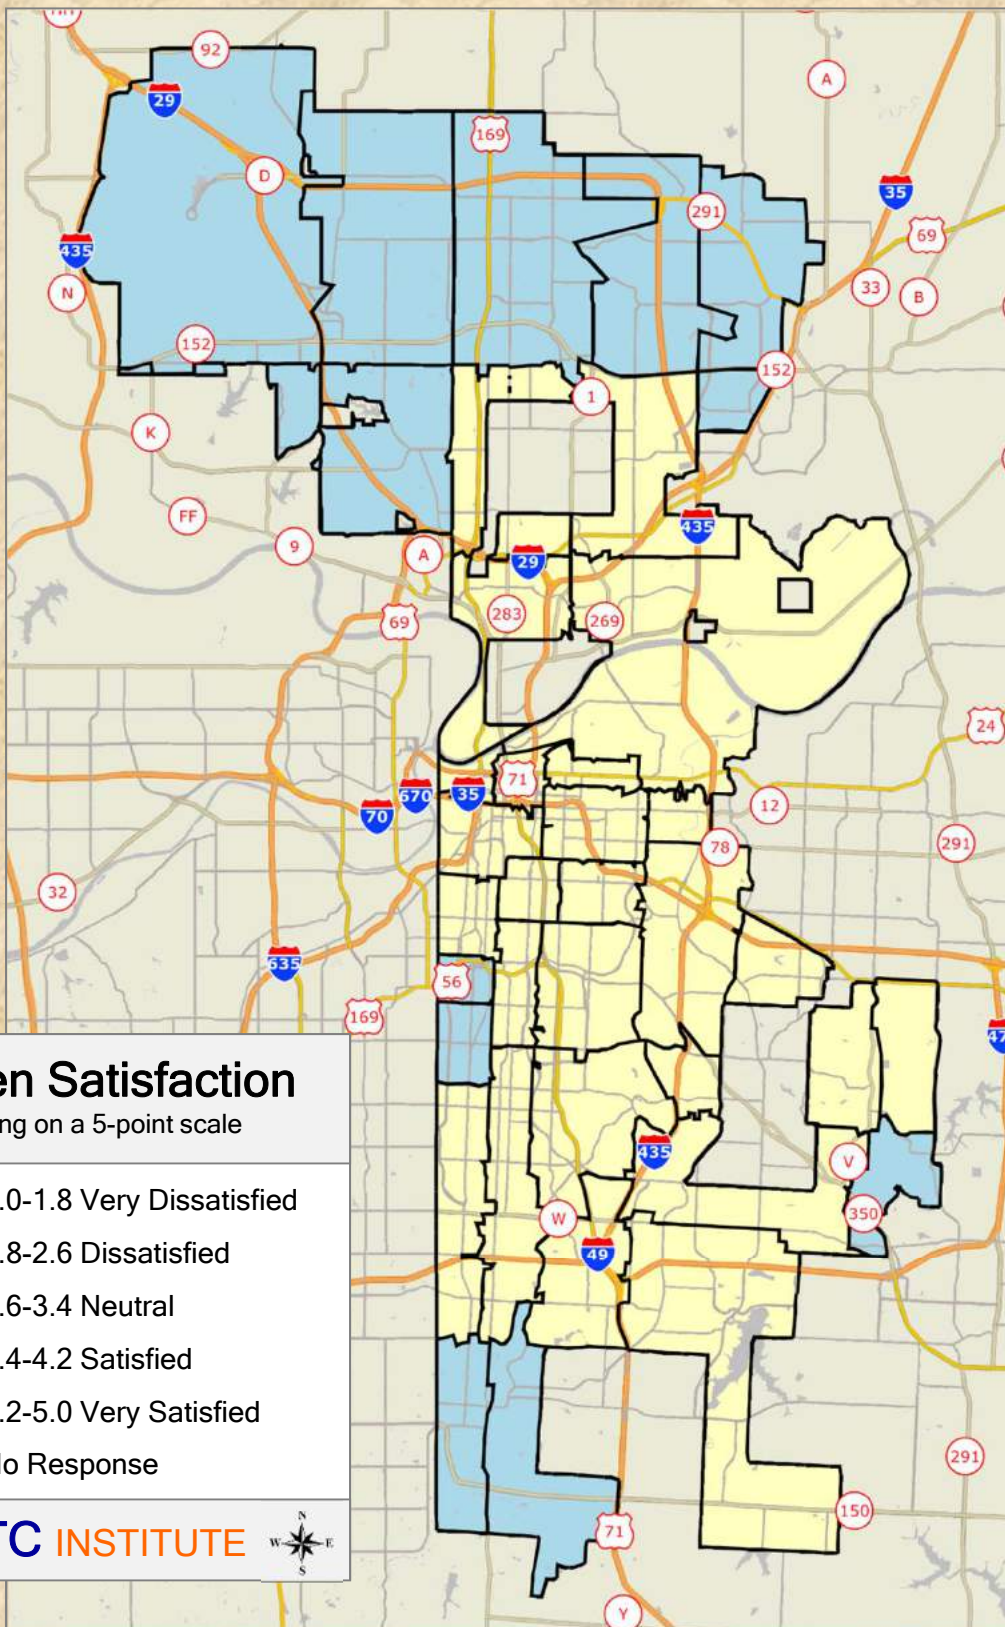 92
29
169
A
D
291
35
69
435
N
33
B
152
152
1
K
FF
9
A
29
435
283
269
69
24
71
670
35
70
12
78
291
32
635
56
169
47
en Satisfaction
ng on a 5-point scale
435
V
.0-1.8 Very Dissatisfied
350
W
.8-2.6 Dissatisfied
49
.6-3.4 Neutral
.4-4.2 Satisfied
.2-5.0 Very Satisfied
o Response
291
150
TC INSTITUTE
N
W E
S
71
Y